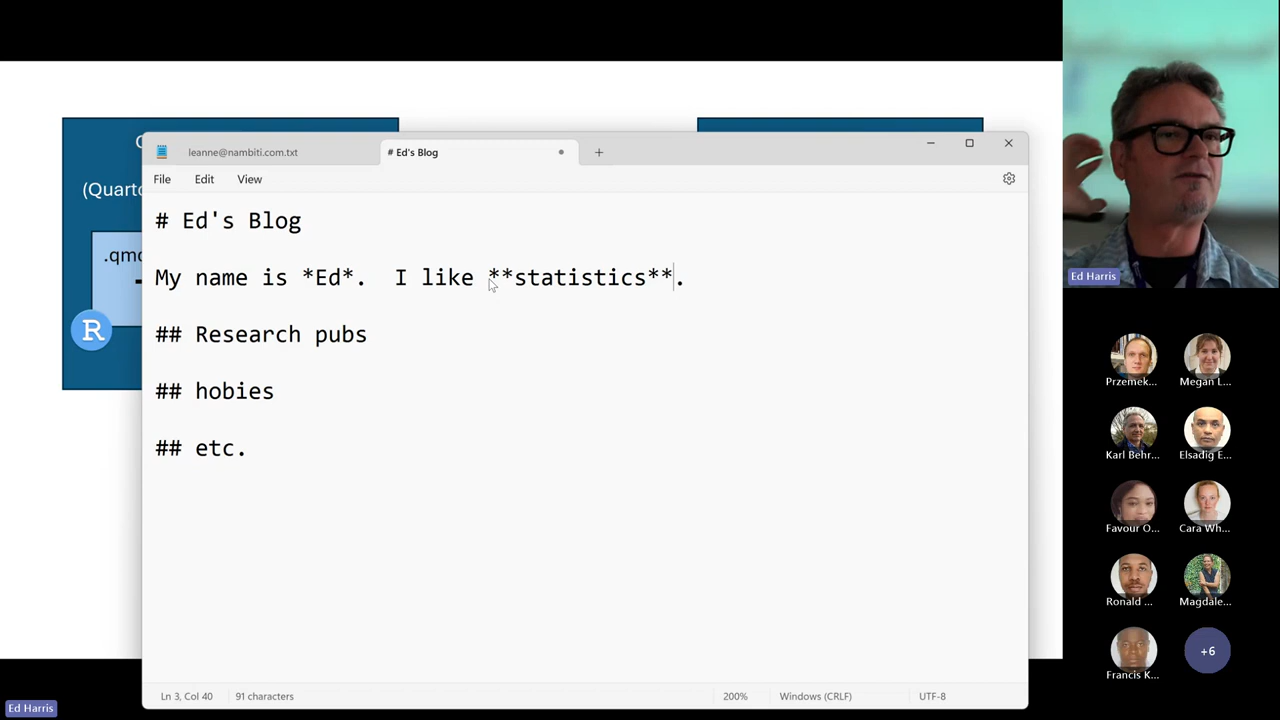 (Quarto
.qmd
R
leanne@nambiti.com.txt
# Ed's Blog
File
Edit
View
# Ed's Blog
My name is *Ed*.  I like **statistics**.
## Research pubs
## hobies
## etc.
Ln 3, Col 40
91 characters
200%
Windows (CRLF)
UTF-8
Ed Harris
Przemek...
Megan L...
Karl Behr...
Elsadig E...
Favour O...
Cara Wh...
Ronald ...
Magdale...
Francis K...
+6
Ed Harris